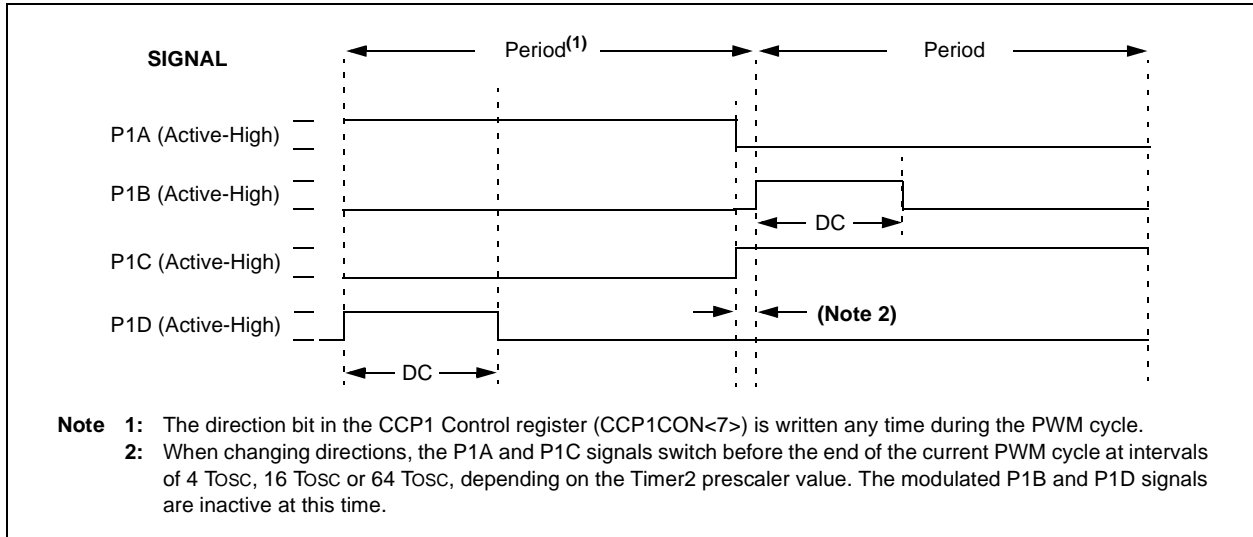 SIGNAL
Period(1)
Period
P1A (Active-High)
P1B (Active-High)
DC
P1C (Active-High)
P1D (Active-High)
(Note 2)
DC
Note 1: The direction bit in the CCP1 Control register (CCP1CON<7>) is written any time during the PWM cycle.
2: When changing directions, the P1A and P1C signals switch before the end of the current PWM cycle at intervals
of 4 TOSC, 16 TOSC or 64 TOSC, depending on the Timer2 prescaler value. The modulated P1B and P1D signals
are inactive at this time.